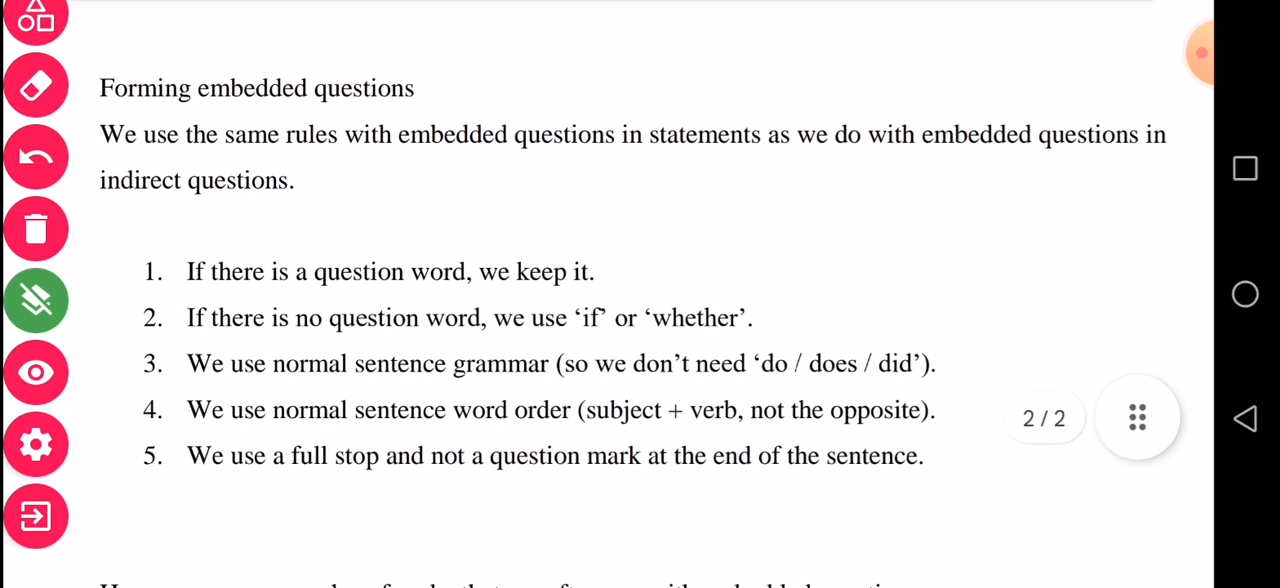 Forming embedded questions
We use the same rules with embedded questions in statements as we do with embedded questions in
indirect questions.
1. If there is a question word, we keep it.
2. If there is no question word, we use ‘if’ or ‘whether’.
3. We use normal sentence grammar (so we don’t need ‘do / does / did’).
4. We use normal sentence word order (subject + verb, not the opposite).
5. We use a full stop and not a question mark at the end of the sentence.
2 / 2